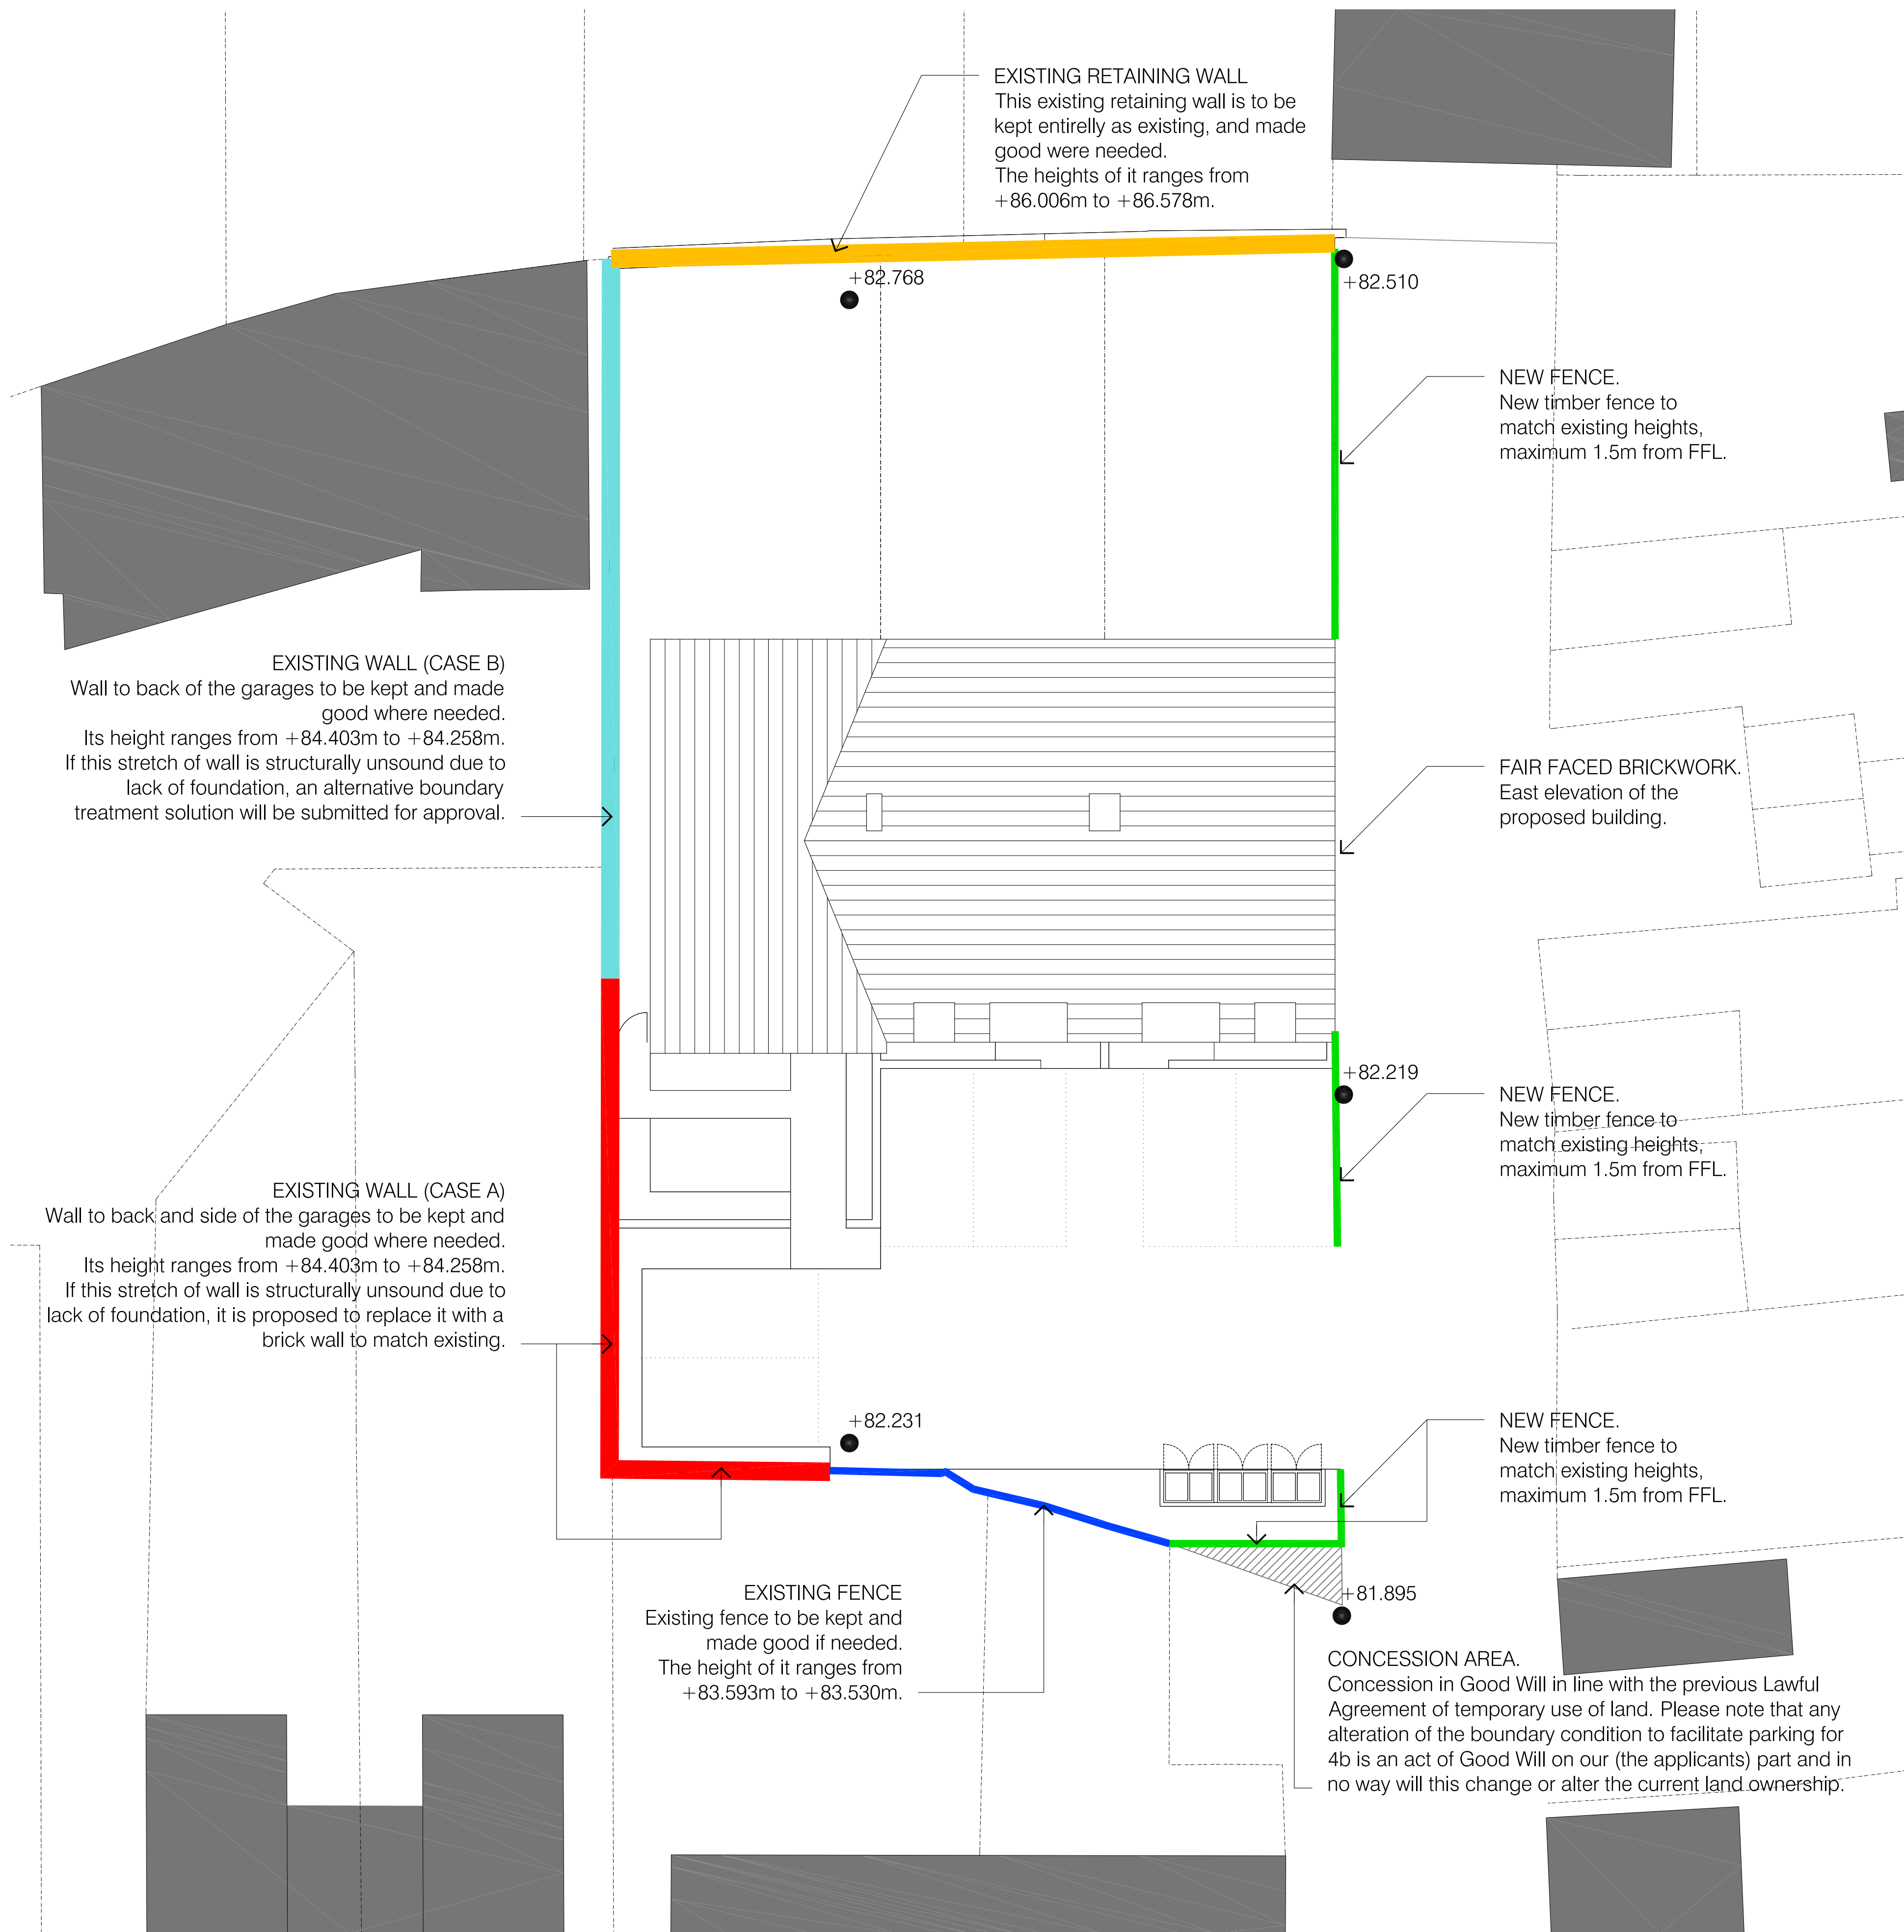 EXISTING RETAINING WALL
This existing retaining wall is to be
kept entirelly as existing, and made
good were needed.
The heights of it ranges from
+86.006m to +86.578m.
+82.768
+82.510
NEW FENCE.
New timber fence to
match existing heights,
maximum 1.5m from FFL.
EXISTING WALL (CASE B)
Wall to back of the garages to be kept and made
good where needed.
Its height ranges from +84.403m to +84.258m.
If this stretch of wall is structurally unsound due to
lack of foundation, an alternative boundary
treatment solution will be submitted for approval.
FAIR FACED BRICKWORK.
East elevation of the
proposed building.
+82.219
NEW FENCE.
New timber fence to
match existing heights,
maximum 1.5m from FFL.
EXISTING WALL (CASE A)
Wall to back and side of the garages to be kept and
made good where needed.
Its height ranges from +84.403m to +84.258m.
If this stretch of wall is structurally unsound due to
lack of foundation, it is proposed to replace it with a
brick wall to match existing.
+82.231
NEW FENCE.
New timber fence to
match existing heights,
maximum 1.5m from FFL.
EXISTING FENCE
Existing fence to be kept and
made good if needed.
The height of it ranges from
+83.593m to +83.530m.
+81.895
CONCESSION AREA.
Concession in Good Will in line with the previous Lawful
Agreement of temporary use of land. Please note that any
alteration of the boundary condition to facilitate parking for
4b is an act of Good Will on our (the applicants) part and in
no way will this change or alter the current land ownership.